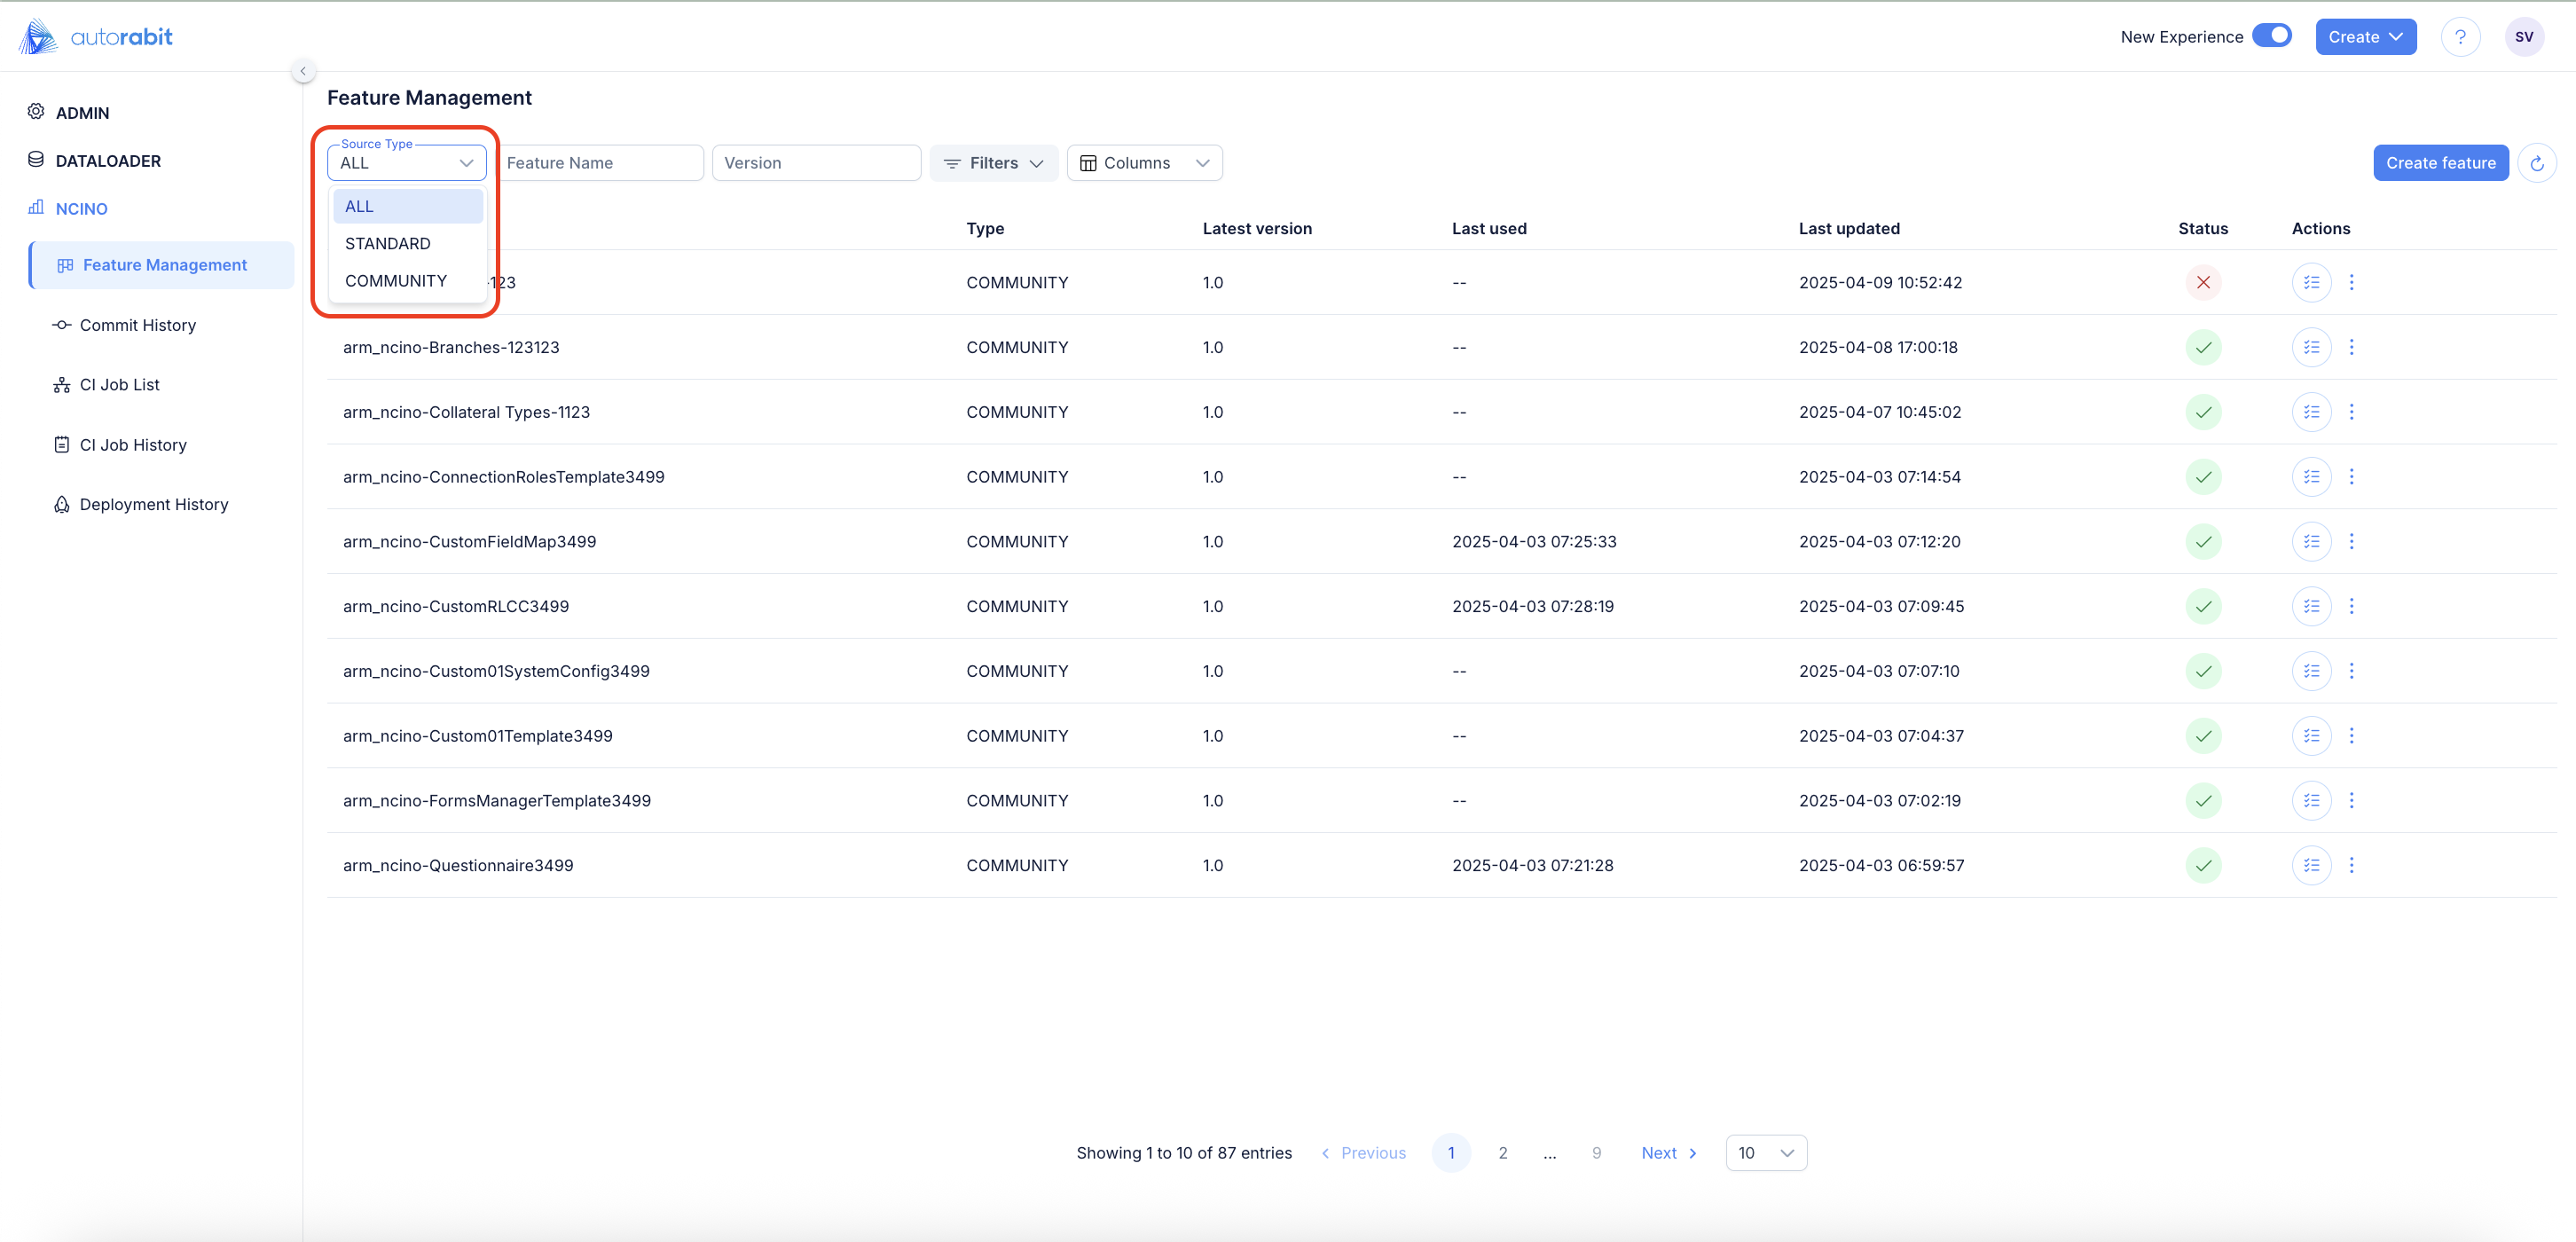 autorabit
New Experience Create ? SV
ADMIN
DATALOADER
NCINO
Feature Management
Commit History
CI Job List
CI Job History
Deployment History
Feature Management
Source Type
ALL Feature Name Version Filters Columns Create feature
ALL
STANDARD
COMMUNITY
Type Latest version Last used Last updated Status Actions
-123 COMMUNITY 1.0 -- 2025-04-09 10:52:42
arm_ncino-Branches-123123 COMMUNITY 1.0 -- 2025-04-08 17:00:18
arm_ncino-Collateral Types-1123 COMMUNITY 1.0 -- 2025-04-07 10:45:02
arm_ncino-ConnectionRolesTemplate3499 COMMUNITY 1.0 -- 2025-04-03 07:14:54
arm_ncino-CustomFieldMap3499 COMMUNITY 1.0 2025-04-03 07:25:33 2025-04-03 07:12:20
arm_ncino-CustomRLCC3499 COMMUNITY 1.0 2025-04-03 07:28:19 2025-04-03 07:09:45
arm_ncino-Custom01SystemConfig3499 COMMUNITY 1.0 -- 2025-04-03 07:07:10
arm_ncino-Custom01Template3499 COMMUNITY 1.0 -- 2025-04-03 07:04:37
arm_ncino-FormsManagerTemplate3499 COMMUNITY 1.0 -- 2025-04-03 07:02:19
arm_ncino-Questionnaire3499 COMMUNITY 1.0 2025-04-03 07:21:28 2025-04-03 06:59:57
Showing 1 to 10 of 87 entries Previous 1 2 ... 9 Next 10